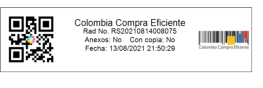 Colombia Compra Eficiente
Rad No. RS20210814008075
Anexos: No Con copia: No
Fecha: 13/08/2021 21:50:29
Colombia Compra Eficiente